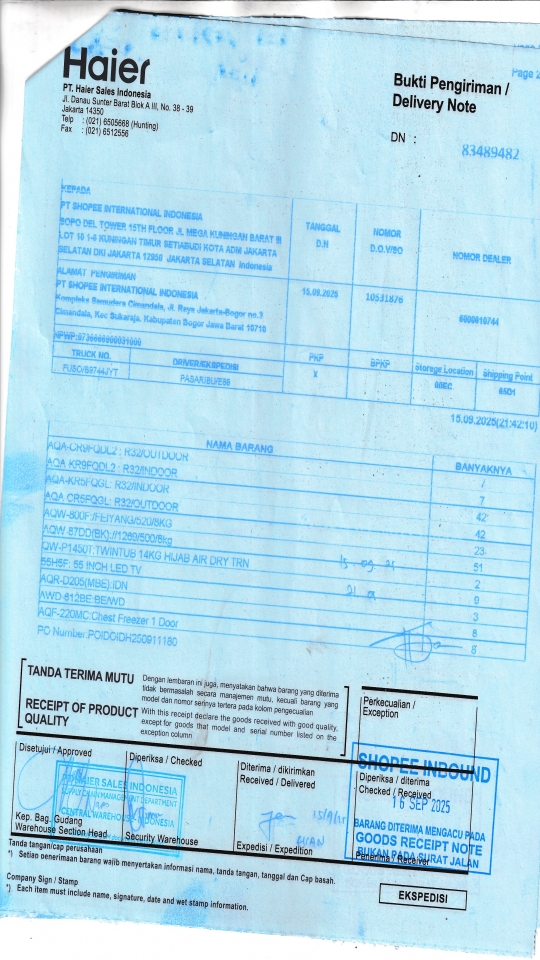 Page 2
Haier
PT. Haier Sales Indonesia
Jl. Danau Sunter Barat Blok A III, No. 38 - 39
Jakarta 14350
Telp : (021) 6505668 (Hunting)
Fax : (021) 6512556
Bukti Pengiriman /
Delivery Note
DN :
83489482
KEPADA
PT SHOPEE INTERNATIONAL INDONESIA
SOPO DEL TOWER 15TH FLOOR JL MEGA KUNINGAN BARAT III
LOT 10 1-6 KUNINGAN TIMUR SETIABUDI KOTA ADM JAKARTA
SELATAN DKI JAKARTA 12950 JAKARTA SELATAN Indonesia
TANGGAL
D.N
NOMOR
D.O./SO
NOMOR DEALER
ALAMAT PENGIRIMAN
PT SHOPEE INTERNATIONAL INDONESIA
Kompleks Samudera Cimandala, Jl. Raya Jakarta-Bogor no.3
Cimandala, Kec Sukaraja, Kabupaten Bogor Jawa Barat 16710
15.09.2025
10531876
TRUCK NO.
DRIVER/EKSPEDISI
PKP
BPKP
Storage Location
Shipping Point
FUSO/B9744JYT
X
15.09.2025(21:42:10)
NAMA BARANG
BANYAKNYA
AQA-CR9FQDL2 : R32/OUTDOOR 7
AQA-KR9FQDL2 : R32/INDOOR 7
AQA-KR5FQGL: R32/INDOOR 42
AQA-CR5FQGL: R32/OUTDOOR 42
AQW-800F:/FEIYANG/520/8KG 23
AQW-87DD(BK)://1269/500/8kg 51
QW-P1450T:TWINTUB 14KG HIJAB AIR DRY TRN 2
55H5F: 55 INCH LED TV 9
AQR-D205(MBE):IDN 3
AWD-612BE:BE/WD 8
AQF-220MC:Chest Freezer 1 Door
PO Number:POIDOIDH250911160
TANDA TERIMA MUTU
Dengan lembaran ini juga, menyatakan bahwa barang yang diterima
tidak bermasalah secara manajemen mutu, kecuali barang yang
model dan nomor serinya tertera pada kolom pengecualian
RECEIPT OF PRODUCT QUALITY
With this receipt declare the goods received with good quality,
except for goods that model and serial number listed on the
exception column
Perkecualian /
Exception
Disetujui / Approved
Diperiksa / Checked
Diterima / dikirimkan
Received / Delivered
Diperiksa / diterima
Checked / Received
PT. HAIER SALES INDONESIA
SUPPLY CHAIN MANAGEMENT DEPARTMENT
CENTRAL WAREHOUSE INDONESIA
SHOPEE INBOUND
16 SEP 2025
BARANG DITERIMA MENGACU PADA
GOODS RECEIPT NOTE
BUKAN PADA SURAT JALAN
Kep. Bag. Gudang
Warehouse Section Head
Security Warehouse
Expedisi / Expedition
Penerima / Receiver
Tanda tangan/cap perusahaan
*) Setian penerimaan barang waiib menyertakan informasi nama, tanda tangan, tanggal dan Cap basah.
Company Sign / Stamp
*) Each item must include name, signature, date and wet stamp information.
EKSPEDISI